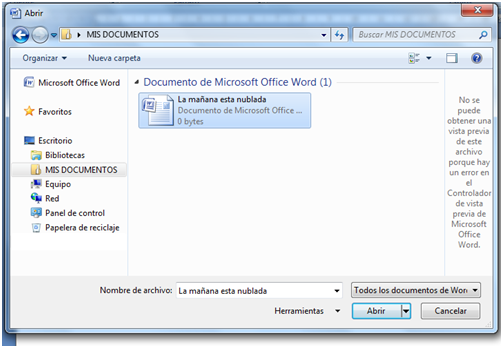 Abrir
MIS DOCUMENTOS
Buscar MIS DOCUMENTOS
Organizar
Nueva carpeta
Microsoft Office Word
Favoritos
Escritorio
Bibliotecas
MIS DOCUMENTOS
Equipo
Red
Panel de control
Papelera de reciclaje
Documento de Microsoft Office Word (1)
La mañana esta nublada
Documento de Microsoft Office ...
0 bytes
No se
puede
obtener una
vista previa
de este
archivo
porque hay
un error en
el
Controlador
de vista
previa de
Microsoft
Office
Word.
Nombre de archivo:
La mañana esta nublada
Todos los documentos de Wor
Herramientas
Abrir
Cancelar